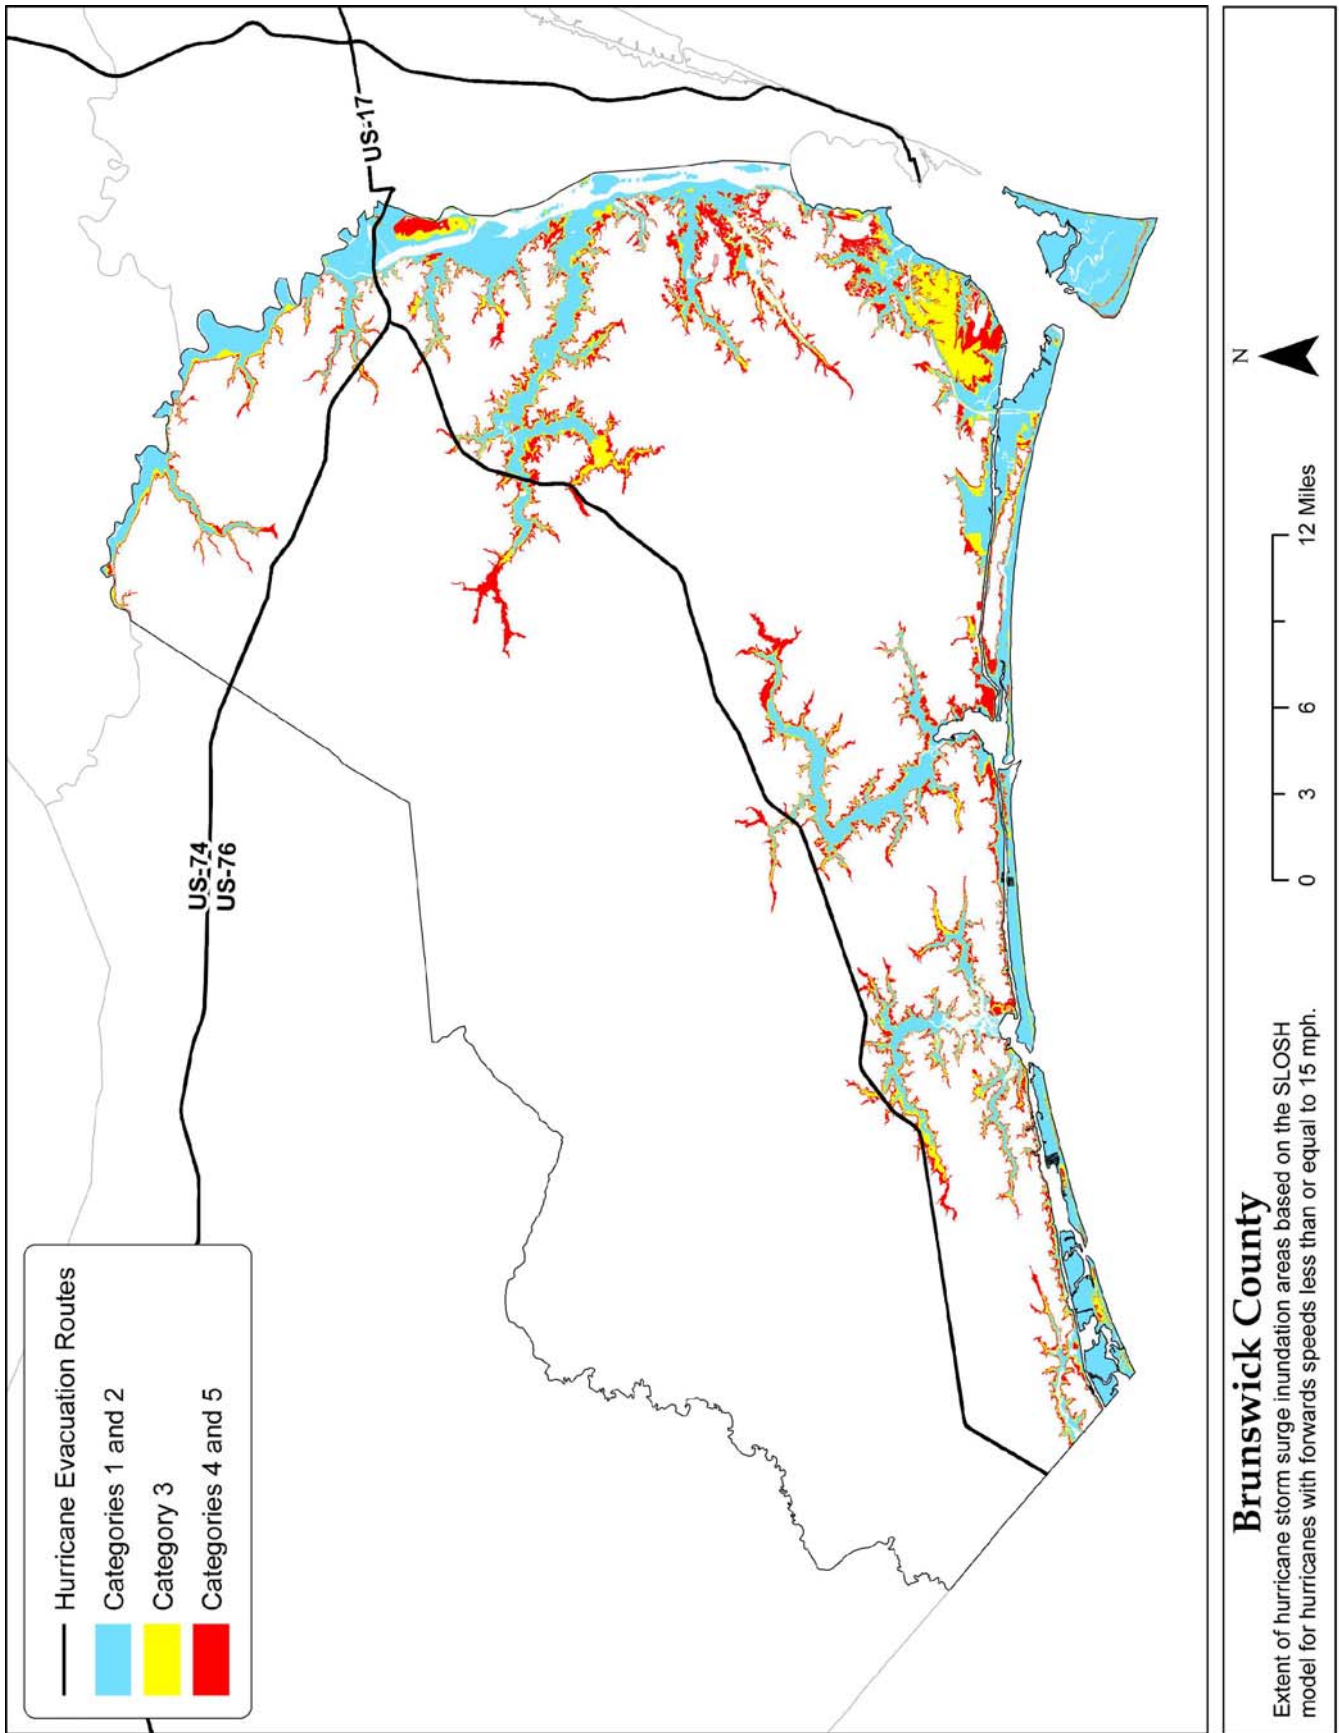 Hurricane Evacuation Routes
Categories 1 and 2
Category 3
Categories 4 and 5
US-74
US-76
US-17
Brunswick County
Extent of hurricane storm surge inundation areas based on the SLOSH
model for hurricanes with forwards speeds less than or equal to 15 mph.
0 3 6 12 Miles
N